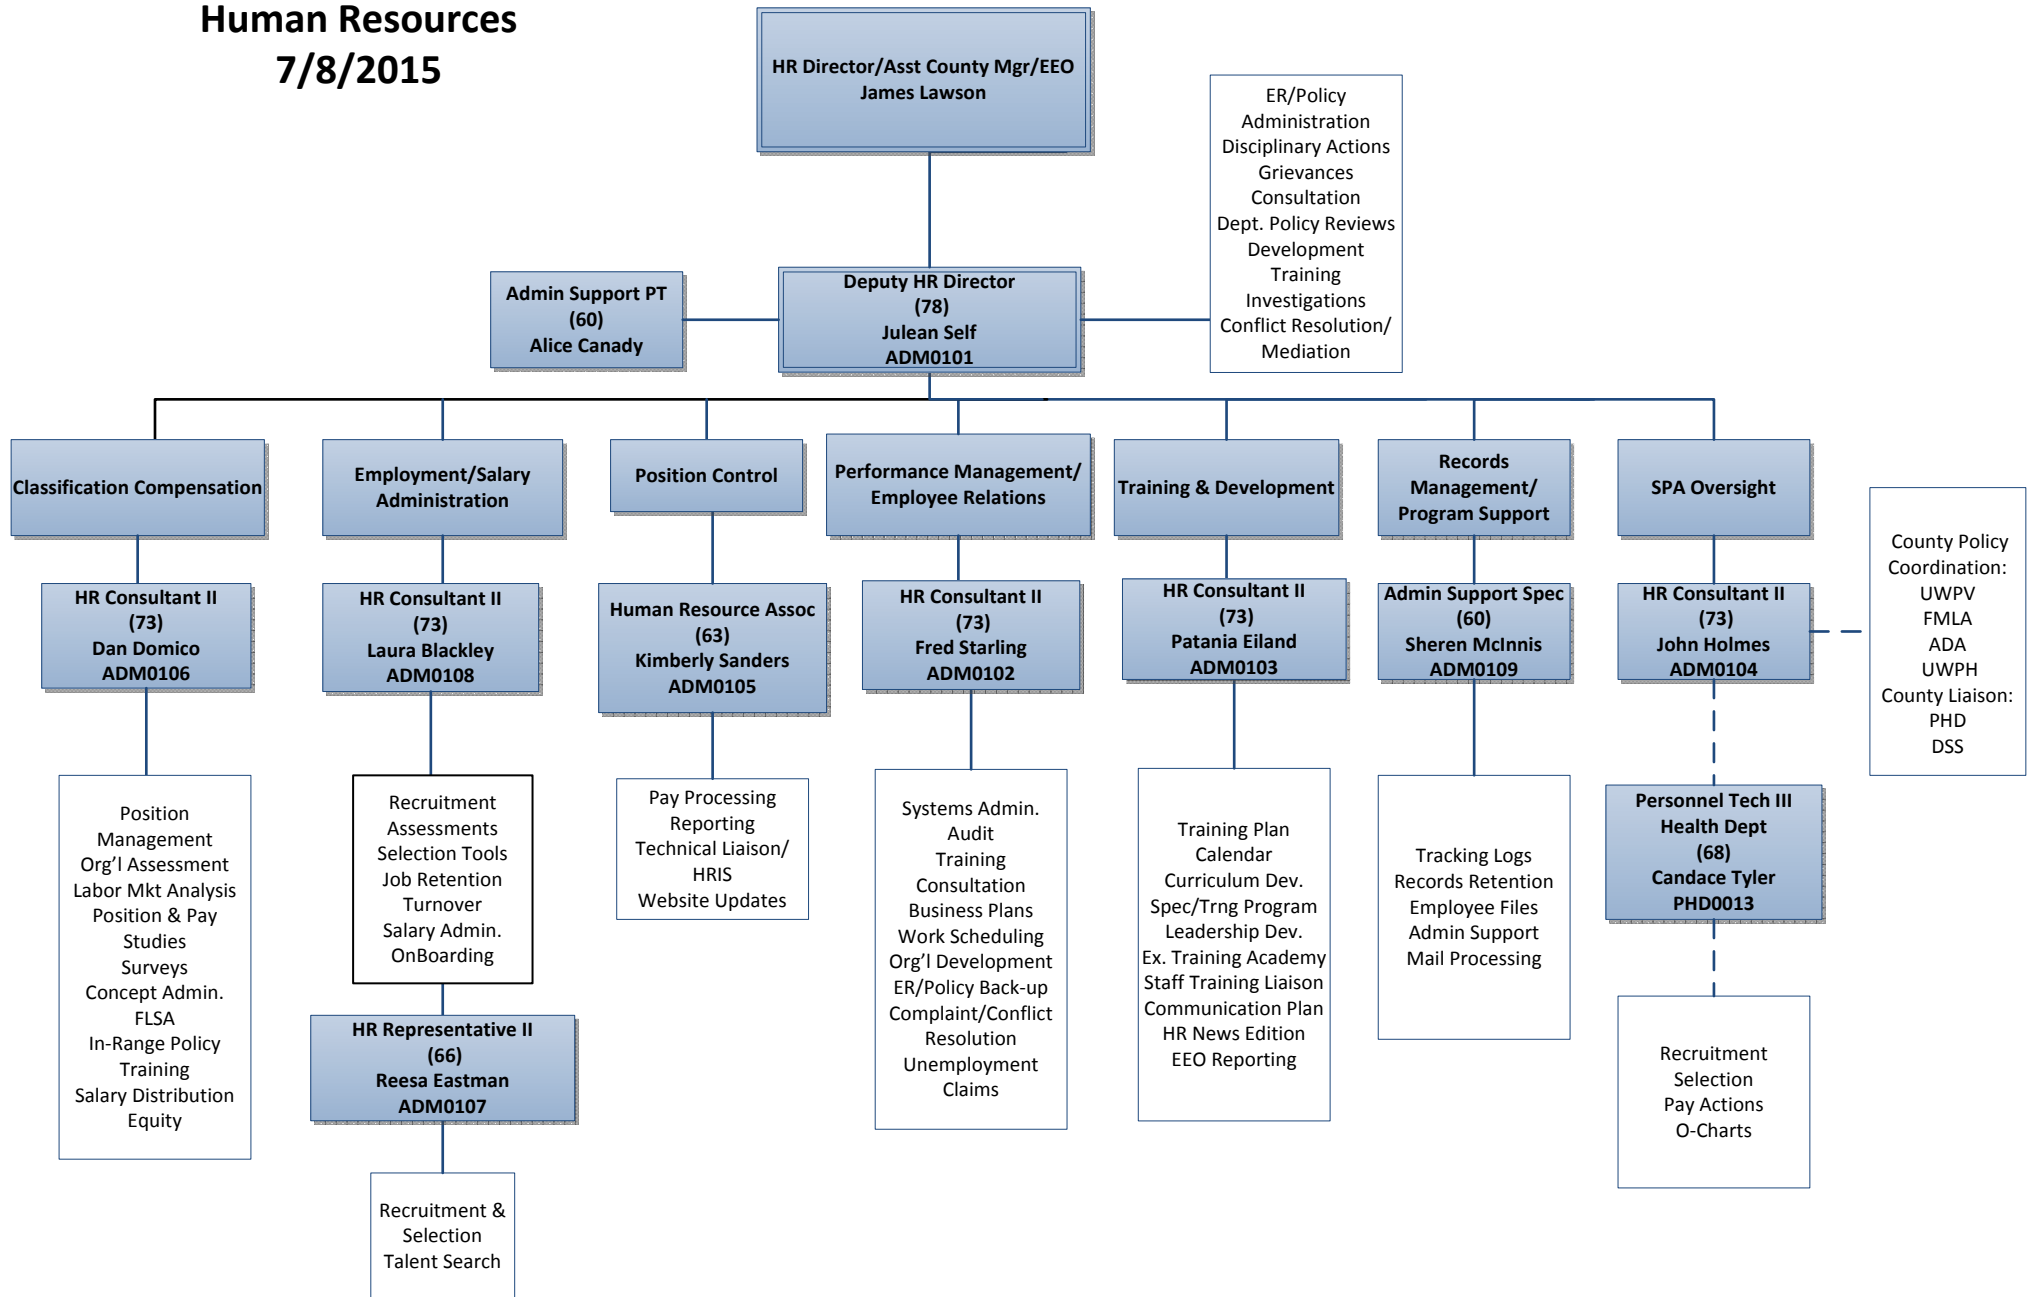 Human Resources
7/8/2015
HR Director/Asst County Mgr/EEO
James Lawson
ER/Policy
Administration
Disciplinary Actions
Grievances
Consultation
Dept. Policy Reviews
Development
Training
Investigations
Conflict Resolution/
Mediation
Admin Support PT
(60)
Alice Canady
Deputy HR Director
(78)
Julean Self
ADM0101
Classification Compensation
Employment/Salary
Administration
Position Control
Performance Management/
Employee Relations
Training & Development
Records
Management/
Program Support
SPA Oversight
County Policy
Coordination:
UWPV
FMLA
ADA
UWPH
County Liaison:
PHD
DSS
HR Consultant II
(73)
Dan Domico
ADM0106
HR Consultant II
(73)
Laura Blackley
ADM0108
Human Resource Assoc
(63)
Kimberly Sanders
ADM0105
HR Consultant II
(73)
Fred Starling
ADM0102
HR Consultant II
(73)
Patania Eiland
ADM0103
Admin Support Spec
(60)
Sheren McInnis
ADM0109
HR Consultant II
(73)
John Holmes
ADM0104
Position
Management
Org'l Assessment
Labor Mkt Analysis
Position & Pay
Studies
Surveys
Concept Admin.
FLSA
In-Range Policy
Training
Salary Distribution
Equity
Recruitment
Assessments
Selection Tools
Job Retention
Turnover
Salary Admin.
OnBoarding
Pay Processing
Reporting
Technical Liaison/
HRIS
Website Updates
Systems Admin.
Audit
Training
Consultation
Business Plans
Work Scheduling
Org'l Development
ER/Policy Back-up
Complaint/Conflict
Resolution
Unemployment
Claims
Training Plan
Calendar
Curriculum Dev.
Spec/Trng Program
Leadership Dev.
Ex. Training Academy
Staff Training Liaison
Communication Plan
HR News Edition
EEO Reporting
Tracking Logs
Records Retention
Employee Files
Admin Support
Mail Processing
Personnel Tech III
Health Dept
(68)
Candace Tyler
PHD0013
HR Representative II
(66)
Reesa Eastman
ADM0107
Recruitment
Selection
Pay Actions
O-Charts
Recruitment &
Selection
Talent Search